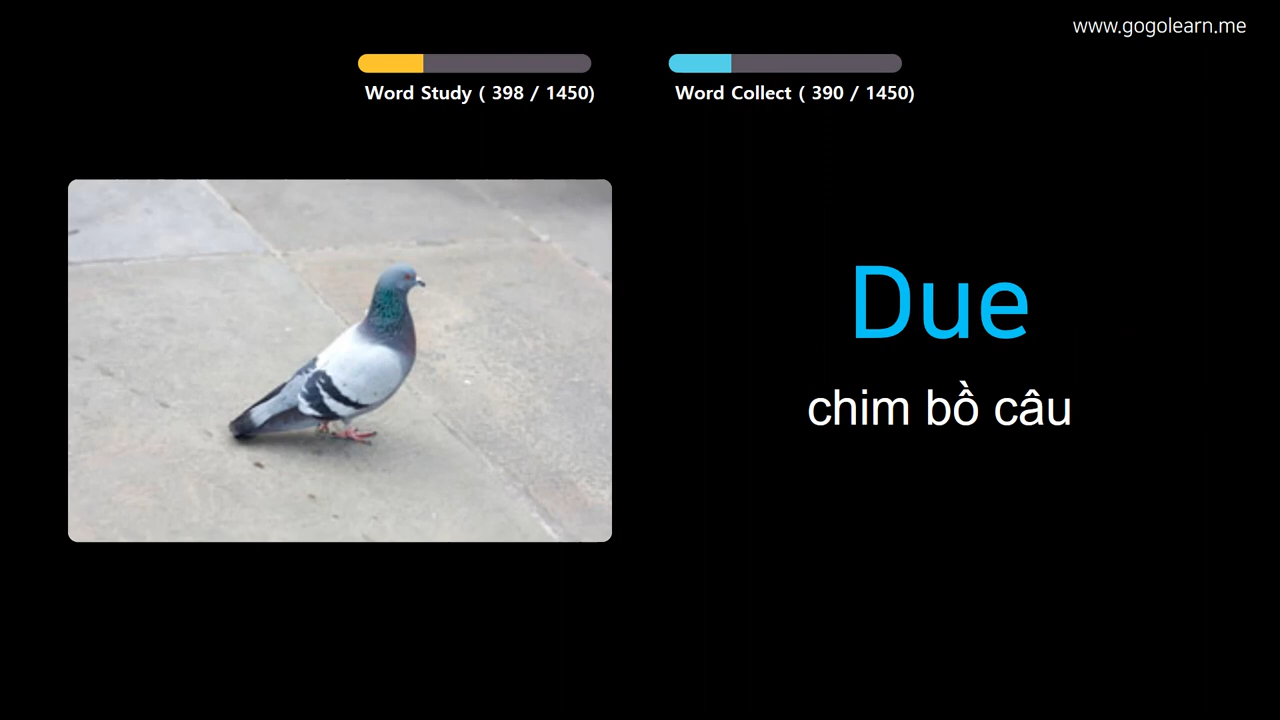 www.gogolearn.me
Word Study ( 398 / 1450)
Word Collect ( 390 / 1450)
Due
chim bồ câu